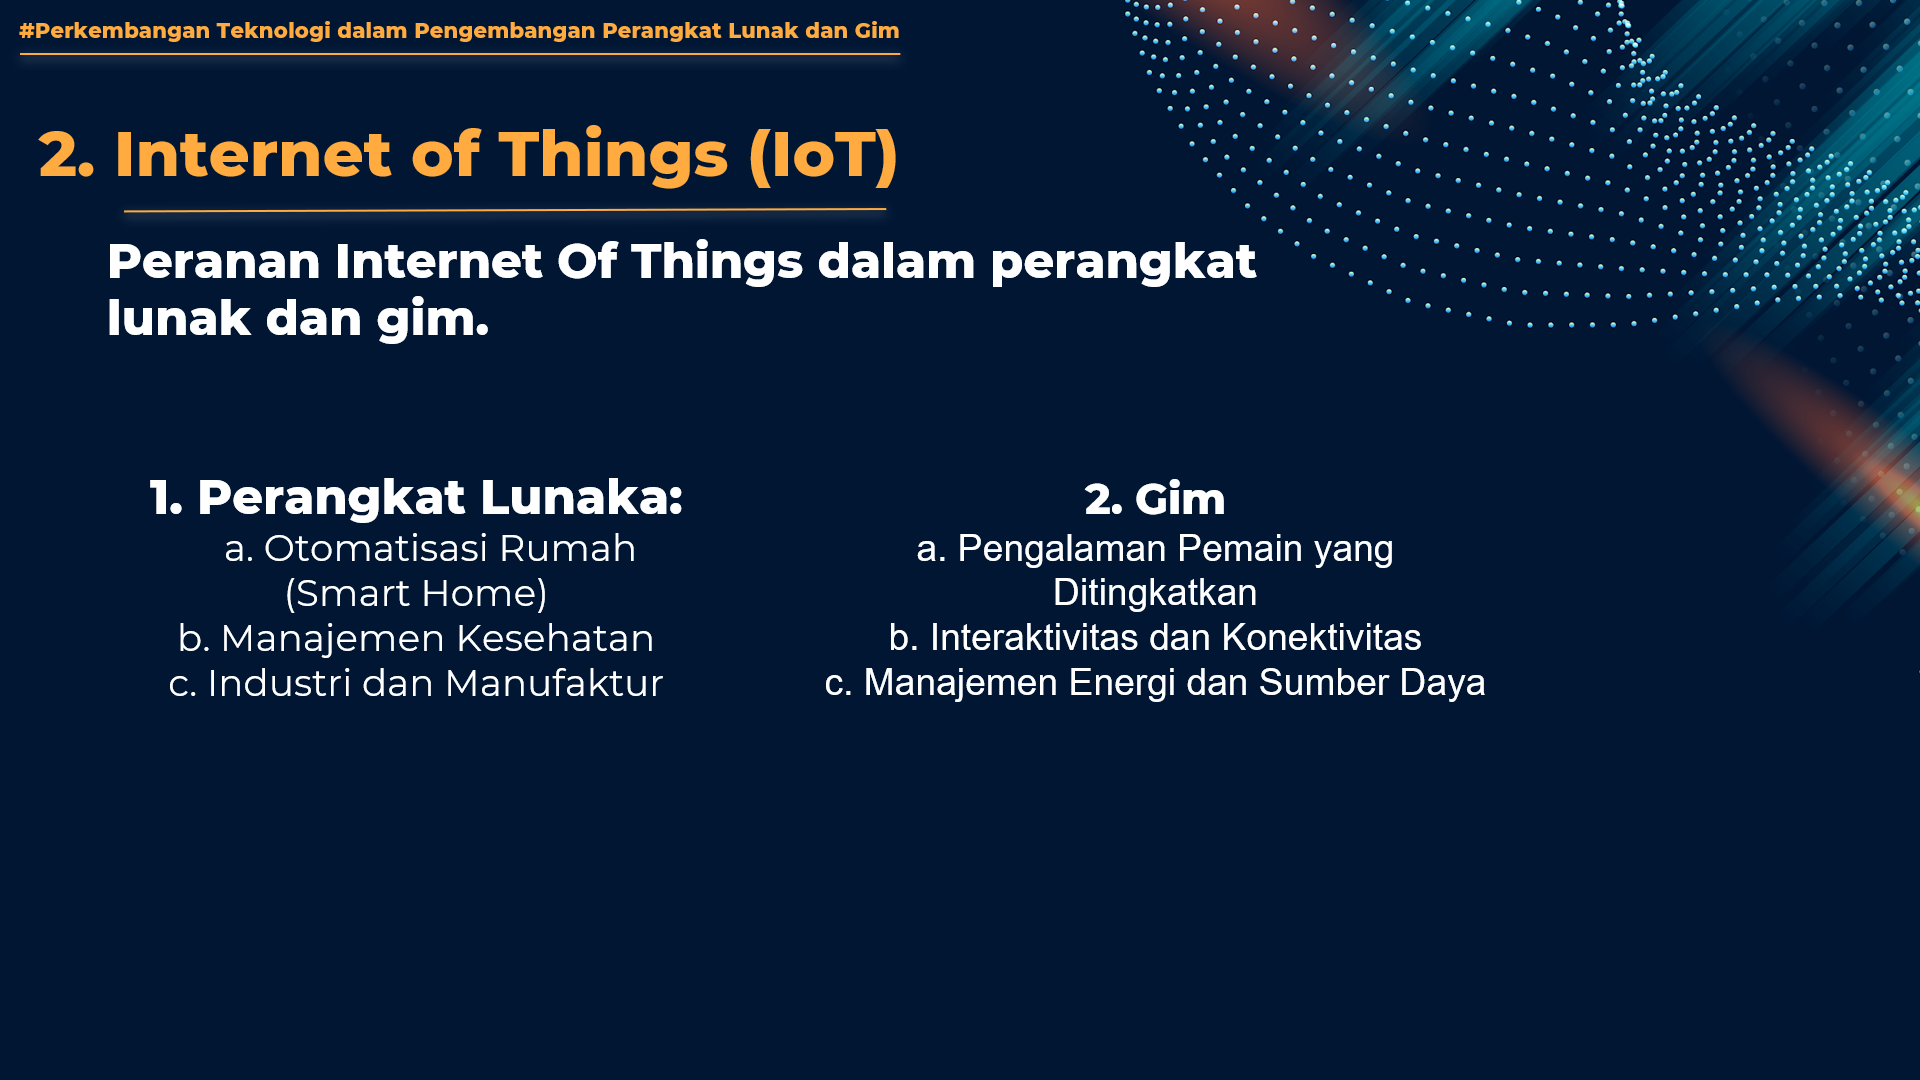 #Perkembangan Teknologi dalam Pengembangan Perangkat Lunak dan Gim
2. Internet of Things (IoT)
Peranan Internet Of Things dalam perangkat
lunak dan gim.
1. Perangkat Lunaka:
a. Otomatisasi Rumah
(Smart Home)
b. Manajemen Kesehatan
c. Industri dan Manufaktur
2. Gim
a. Pengalaman Pemain yang
Ditingkatkan
b. Interaktivitas dan Konektivitas
c. Manajemen Energi dan Sumber Daya